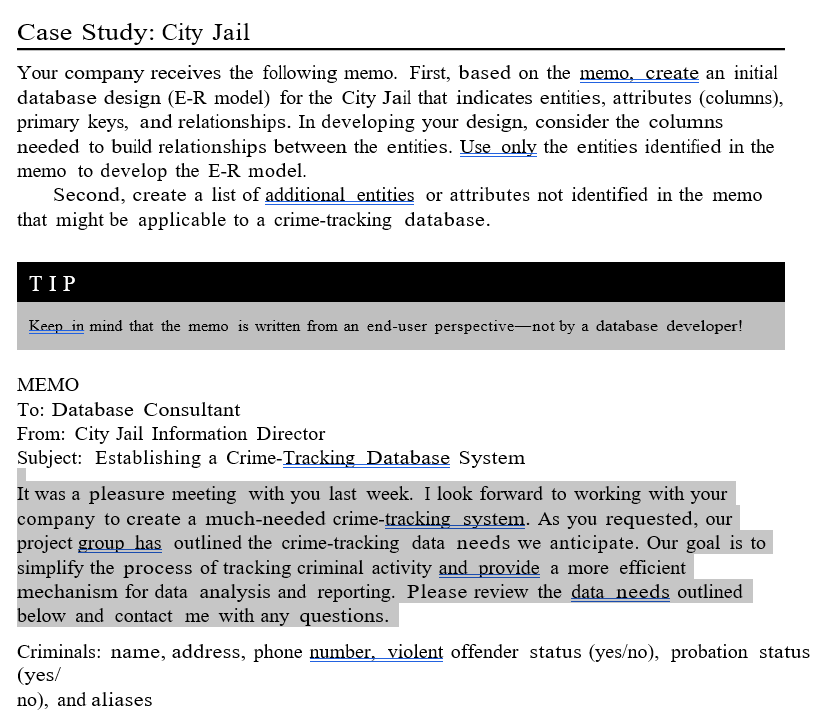 Case Study: City Jail
Your company receives the following memo. First, based on the memo, create an initial
database design (E-R model) for the City Jail that indicates entities, attributes (columns),
primary keys, and relationships. In developing your design, consider the columns
needed to build relationships between the entities. Use only the entities identified in the
memo to develop the E-R model.
Second, create a list of additional entities or attributes not identified in the memo
that might be applicable to a crime-tracking database.
TIP
Keep in mind that the memo is written from an end-user perspective—not by a database developer!
MEMO
To: Database Consultant
From: City Jail Information Director
Subject: Establishing a Crime-Tracking Database System
It was a pleasure meeting with you last week. I look forward to working with your
company to create a much-needed crime-tracking system. As you requested, our
project group has outlined the crime-tracking data needs we anticipate. Our goal is to
simplify the process of tracking criminal activity and provide a more efficient
mechanism for data analysis and reporting. Please review the data needs outlined
below and contact me with any questions.
Criminals: name, address, phone number, violent offender status (yes/no), probation status
(yes/
no), and aliases